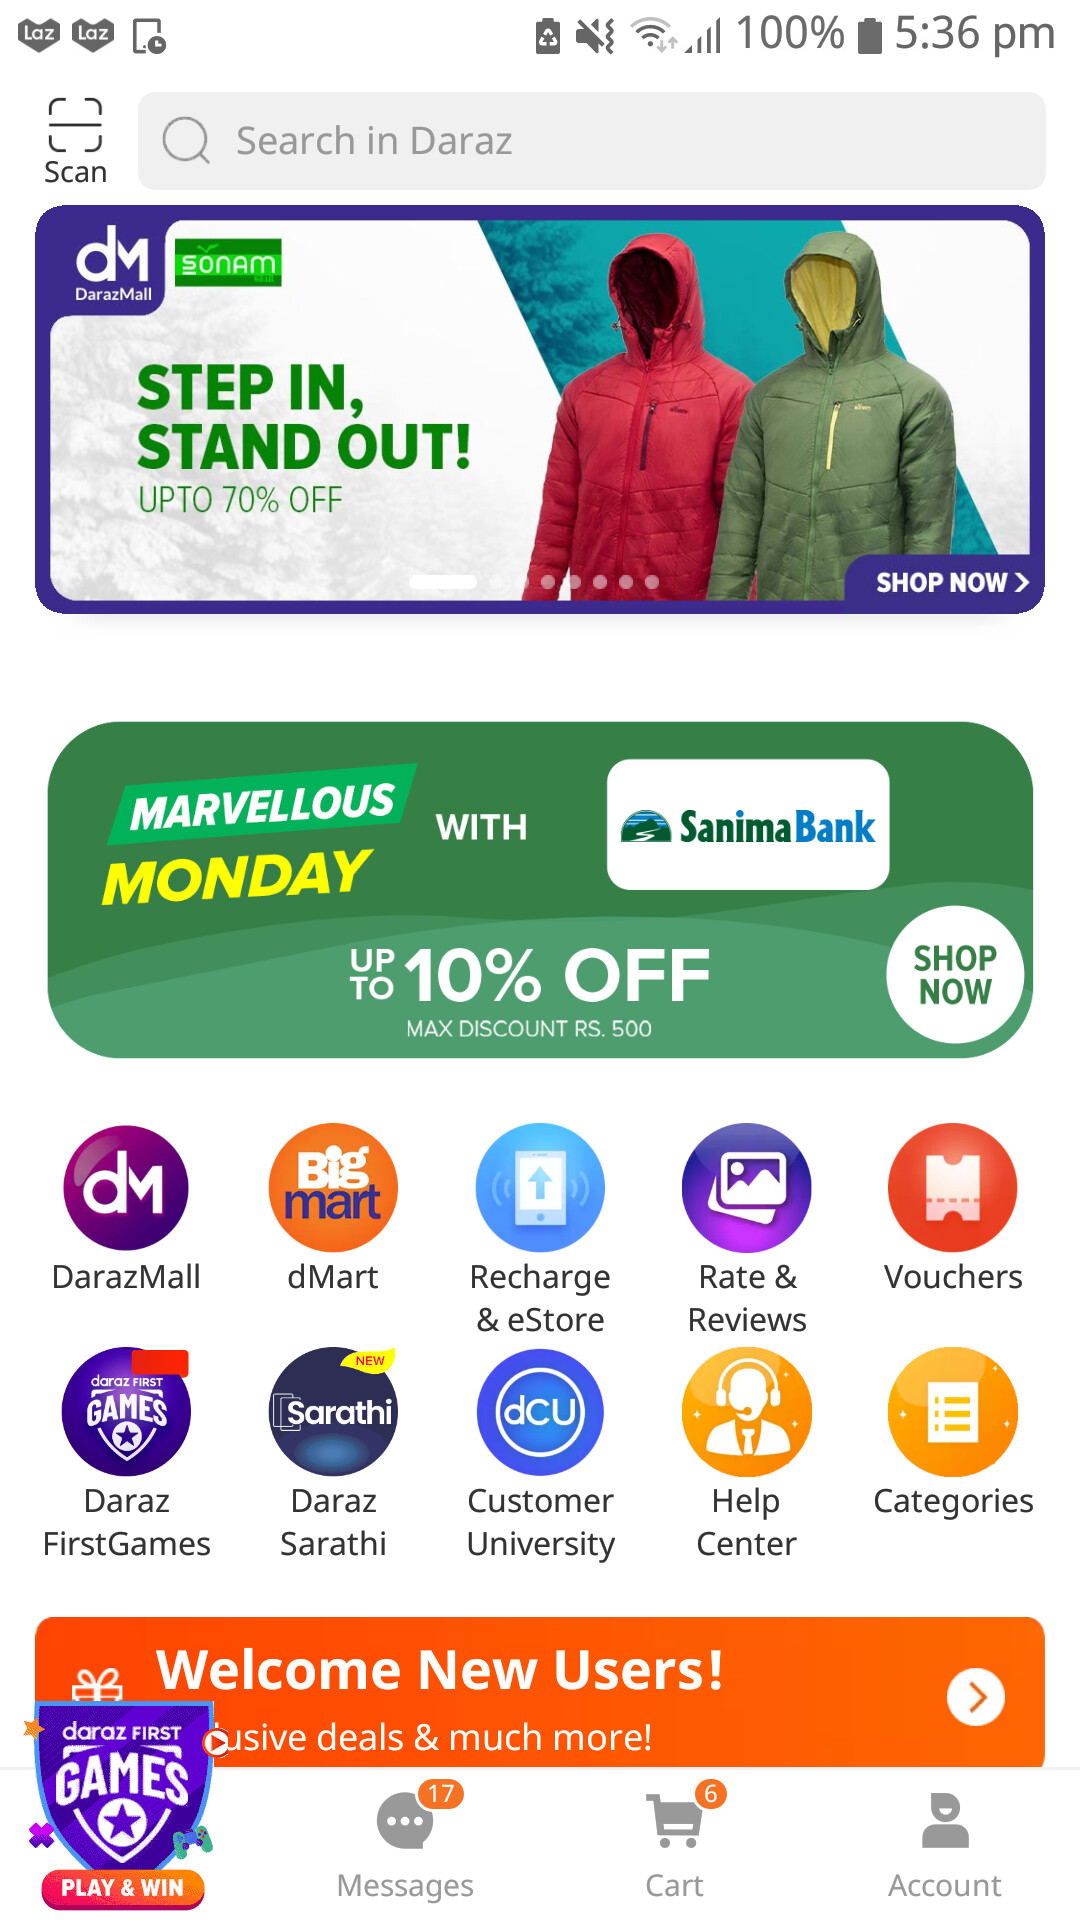 Laz Laz 100% 5:36 pm
Scan
Search in Daraz
dM
DarazMall
SONAM
STEP IN,
STAND OUT!
UPTO 70% OFF
SHOP NOW
MARVELLOUS
MONDAY
WITH
Sanima Bank
UP TO 10% OFF
MAX DISCOUNT RS. 500
SHOP
NOW
dM
Big
mart
DarazMall
dMart
Recharge
& eStore
Rate &
Reviews
Vouchers
daraz FIRST
GAMES
NEW
Sarathi
dCU
Daraz
FirstGames
Daraz
Sarathi
Customer
University
Help
Center
Categories
Welcome New Users!
lusive deals & much more!
daraz FIRST
GAMES
PLAY & WIN
17
Messages
6
Cart
Account